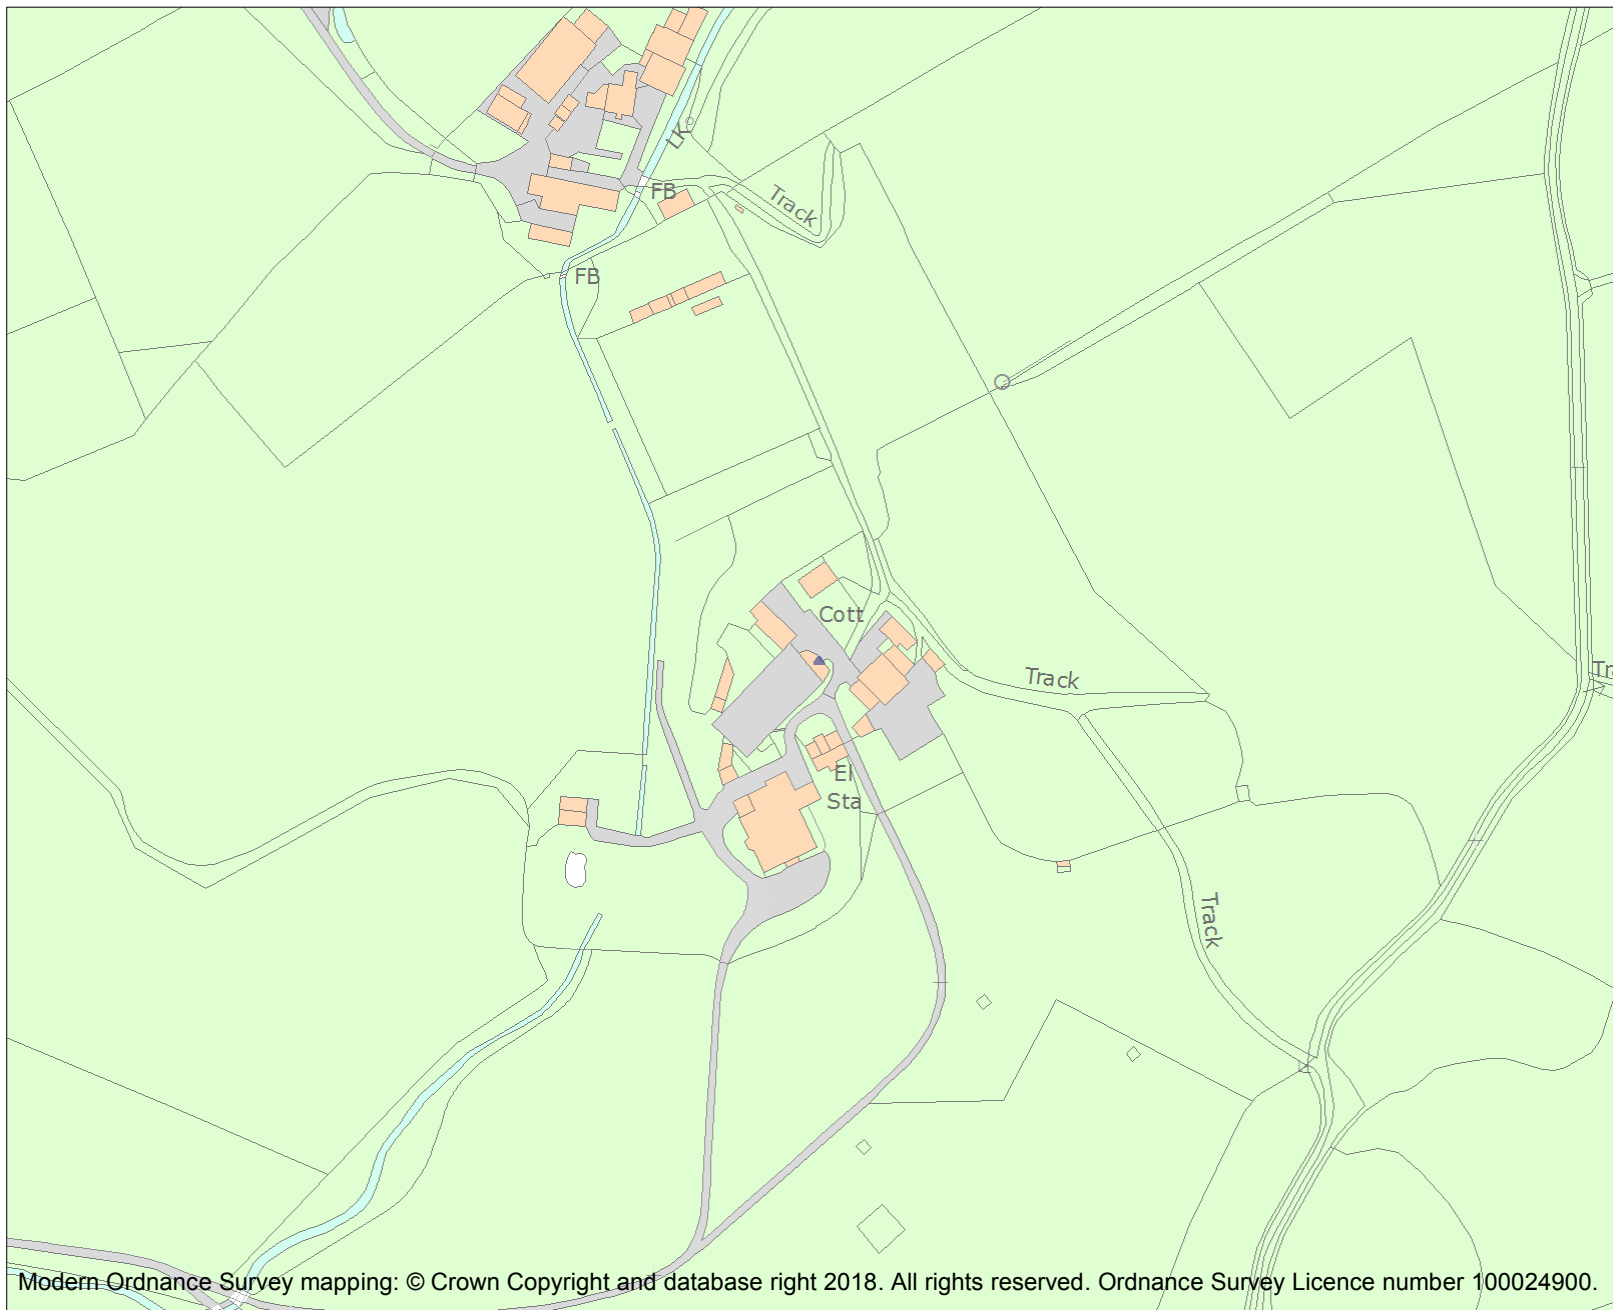 LK
FB
Track
FB
Cott
Track
Tra
El
Sta
Track
Modern Ordnance Survey mapping: © Crown Copyright and database right 2018. All rights reserved. Ordnance Survey Licence number 100024900.